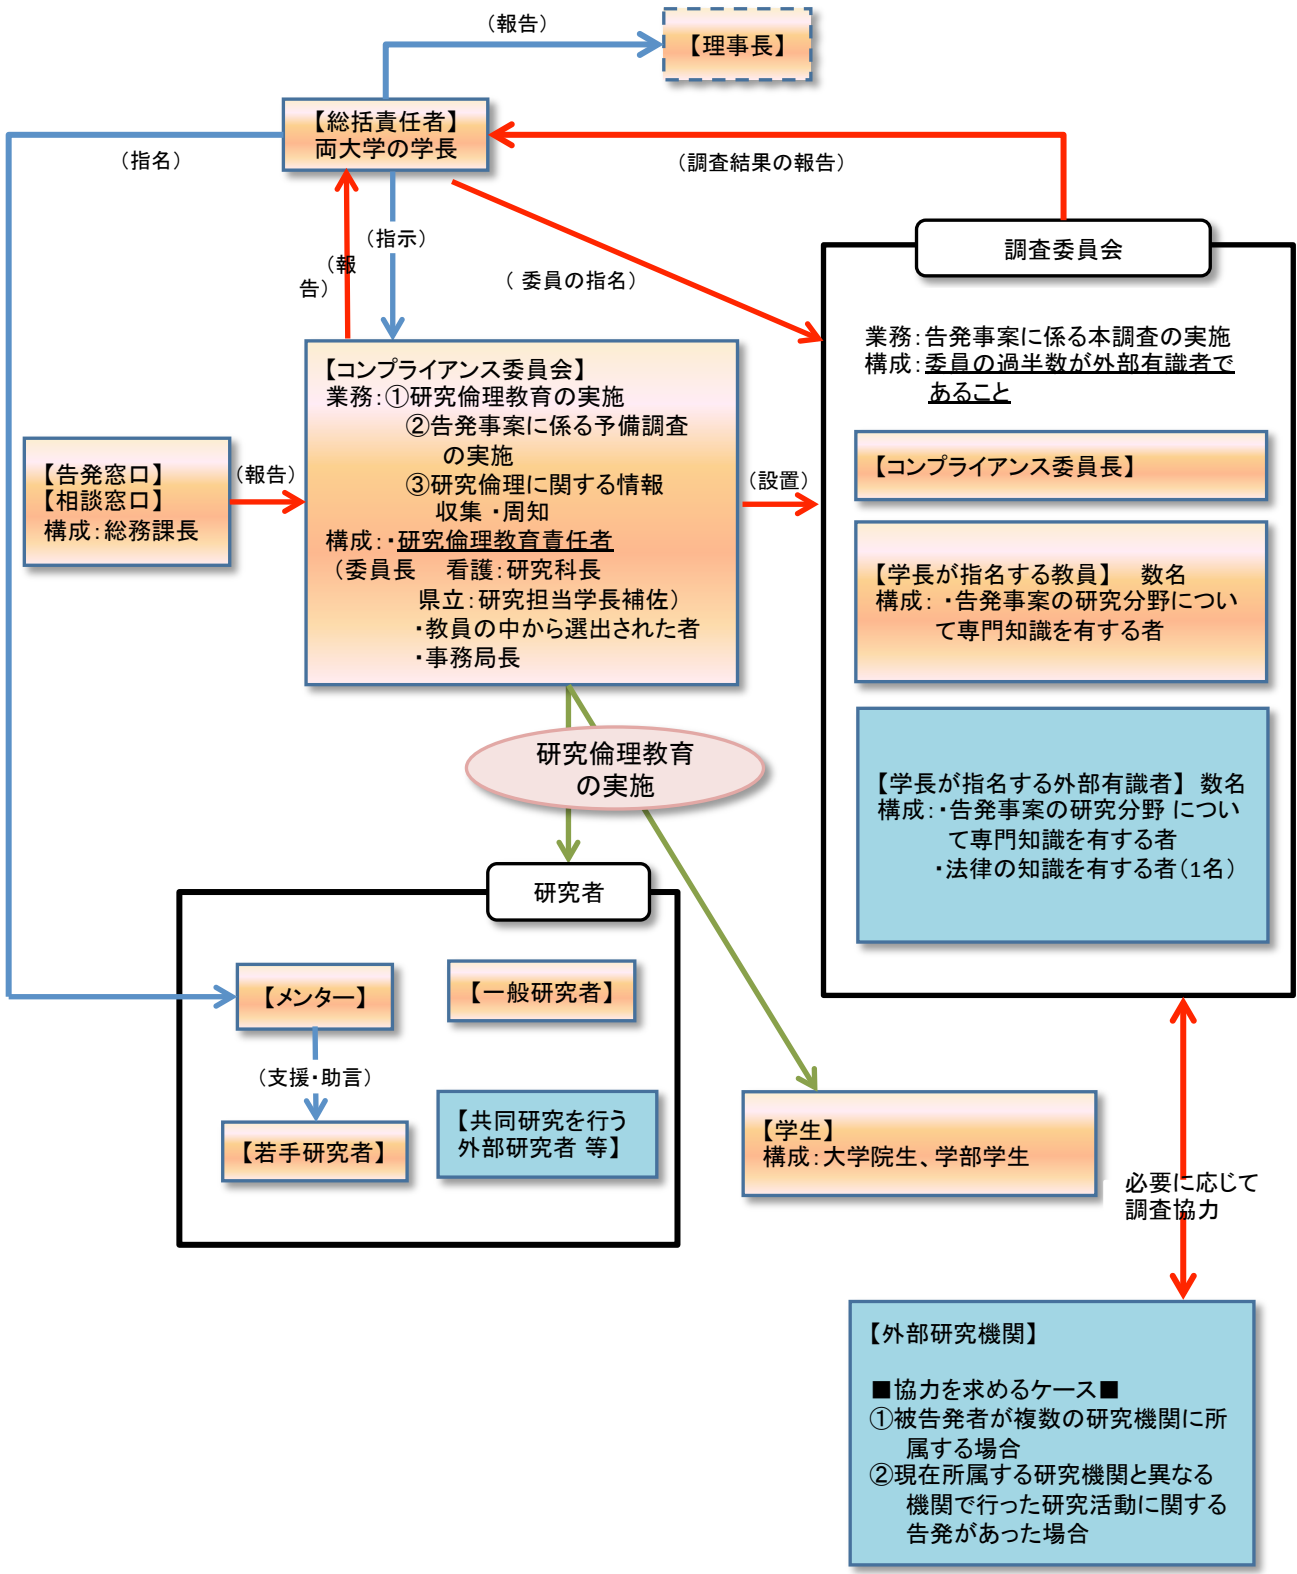 （報告）
【理事長】
【総括責任者】
両大学の学長
（指名）
（調査結果の報告）
（指示）
（報
告）
（ 委員の指名）
調査委員会
業務：告発事案に係る本調査の実施
構成：委員の過半数が外部有識者で
あること
【コンプライアンス委員会】
業務：①研究倫理教育の実施
②告発事案に係る予備調査
の実施
③研究倫理に関する情報
収集 ・周知
構成：・研究倫理教育責任者
（委員長　看護：研究科長
県立：研究担当学長補佐）
・教員の中から選出された者
・事務局長
【告発窓口】
【相談窓口】
構成：総務課長
（報告）
（設置）
【コンプライアンス委員長】
【学長が指名する教員】　数名
構成： ・告発事案の研究分野につい
て専門知識を有する者
【学長が指名する外部有識者】 数名
構成：・告発事案の研究分野 につい
て専門知識を有する者
・法律の知識を有する者（1名）
研究倫理教育
の実施
研究者
【メンター】
【一般研究者】
（支援・助言）
【若手研究者】
【共同研究を行う
外部研究者 等】
【学生】
構成：大学院生、学部学生
必要に応じて
調査協力
【外部研究機関】
■協力を求めるケース■
①被告発者が複数の研究機関に所
属する場合
②現在所属する研究機関と異なる
機関で行った研究活動に関する
告発があった場合